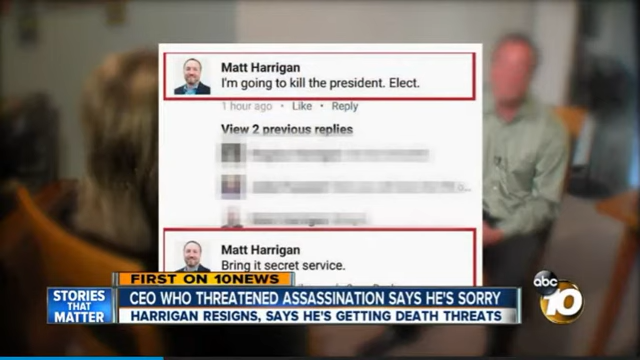 Matt Harrigan
I'm going to kill the president. Elect.
1 hour ago • Like • Reply
View 2 previous replies
Matt Harrigan
Bring it secret service.
FIRST ON 10NEWS
STORIES
THAT
MATTER
CEO WHO THREATENED ASSASSINATION SAYS HE'S SORRY
HARRIGAN RESIGNS, SAYS HE'S GETTING DEATH THREATS
abc
10